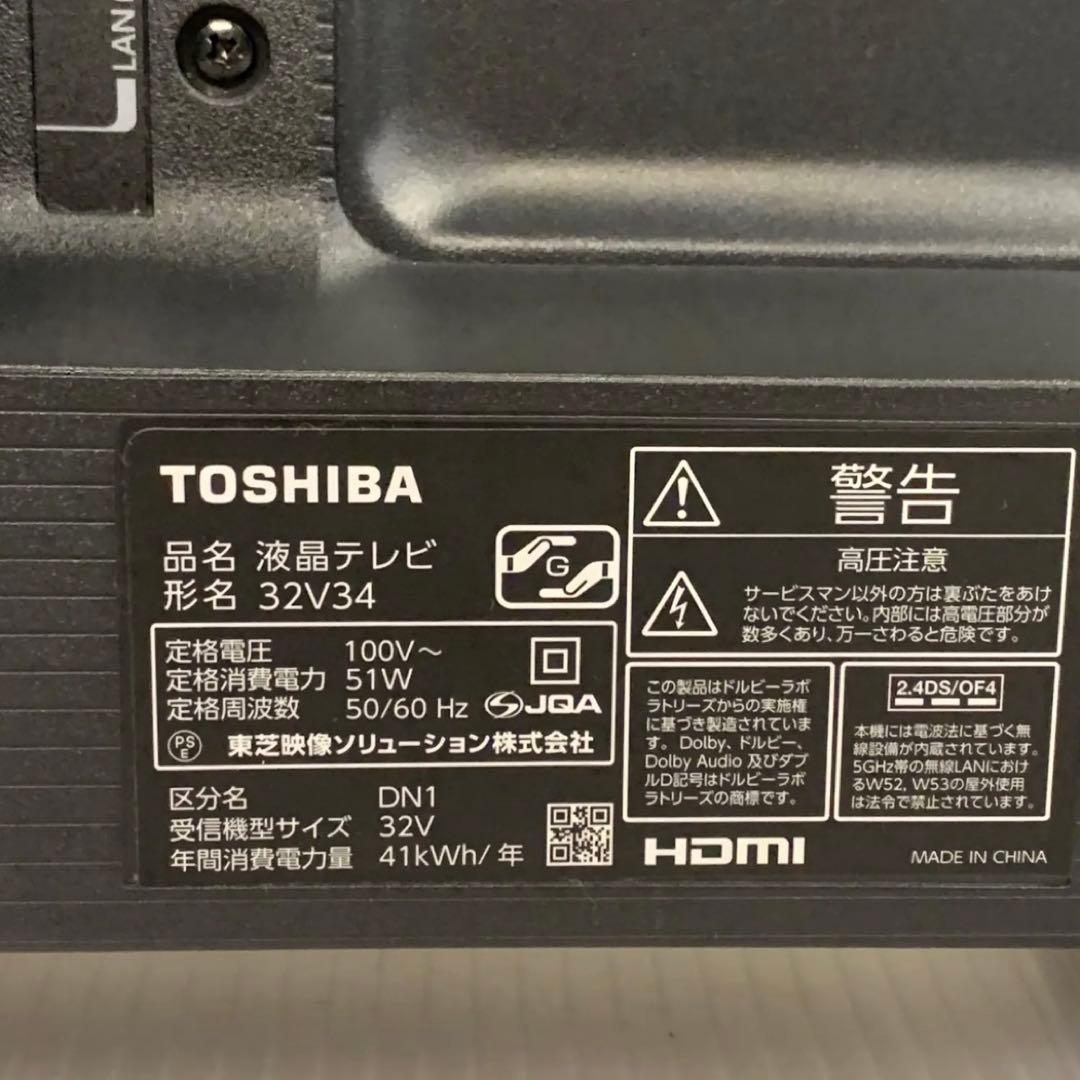 LAN
TOSHIBA
品名 液晶テレビ
形名 32V34
G
定格電圧 100V～
定格消費電力 51W
定格周波数 50/60 Hz
JQA
PS
E
東芝映像ソリューション株式会社
区分名 DN1
受信機型サイズ 32V
年間消費電力量 41kWh/年
警告
高圧注意
サービスマン以外の方は裏ぶたをあけ
ないでください。内部には高電圧部分が
数多くあり、万一さわると危険です。
この製品はドルビーラボ
ラトリーズからの実施権
に基づき製造されていま
す。Dolby、ドルビー、
Dolby Audio 及びダブ
ルD記号はドルビーラボ
ラトリーズの商標です。
2.4DS/OF4
本機には電波法に基づく無
線設備が内蔵されています。
5GHz帯の無線LANにおけ
るW52, W53の屋外使用
は法令で禁止されています。
HDMI
MADE IN CHINA